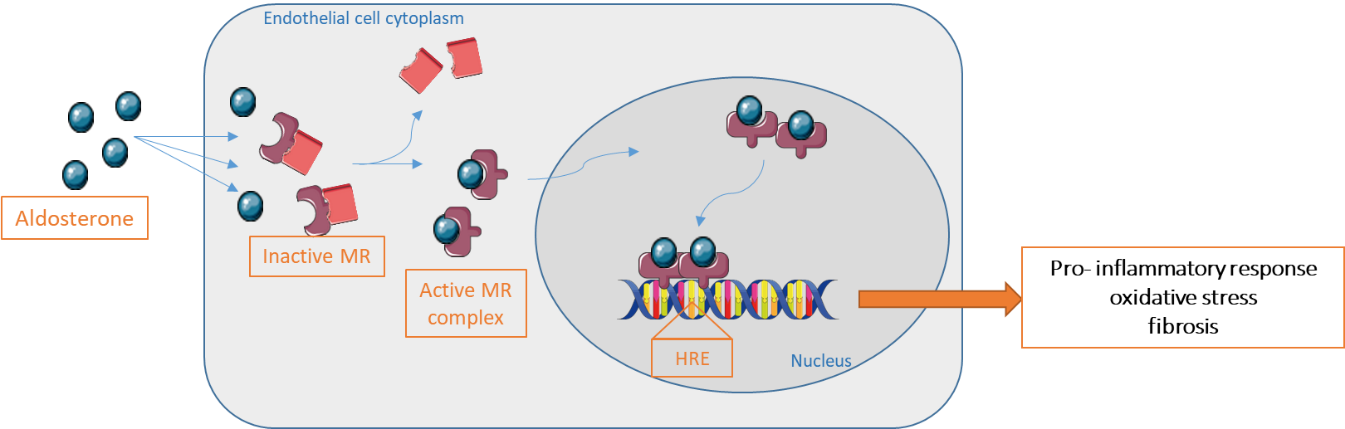 Endothelial cell cytoplasm
Aldosterone
Inactive MR
Active MR
complex
HRE
Nucleus
Pro- inflammatory response
oxidative stress
fibrosis